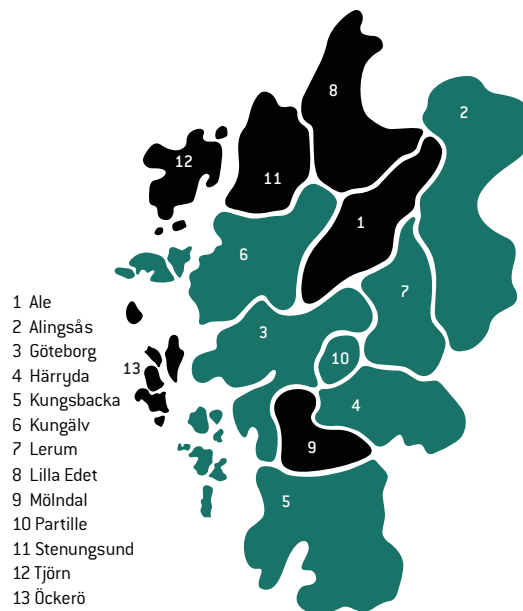 8
2
12
11
1
6
7
3
10
13
4
9
5
1 Ale
2 Alingsås
3 Göteborg
4 Härryda
5 Kungsbacka
6 Kungälv
7 Lerum
8 Lilla Edet
9 Mölndal
10 Partille
11 Stenungsund
12 Tjörn
13 Öckerö